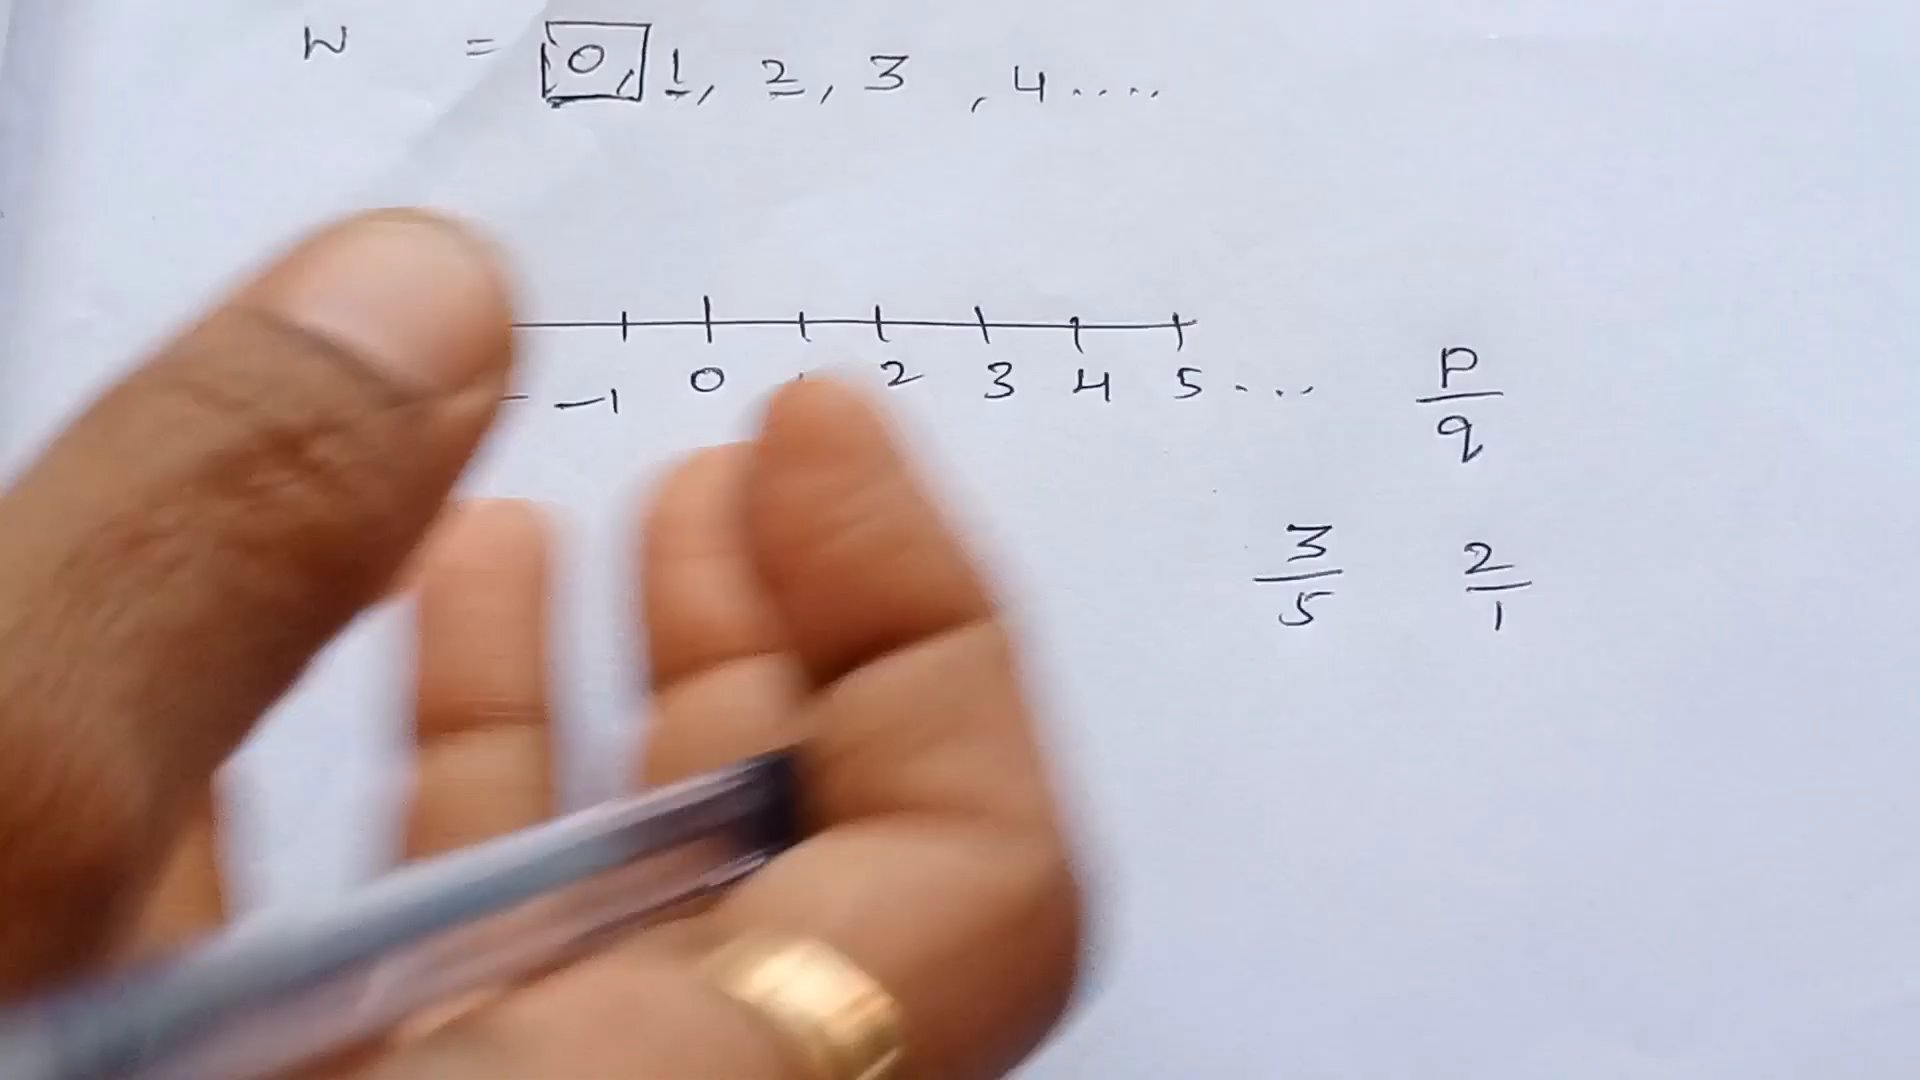 W = 0, 1, 2, 3, 4....
-1 0 2 3 4 5 ...
P/q
3/5 2/1